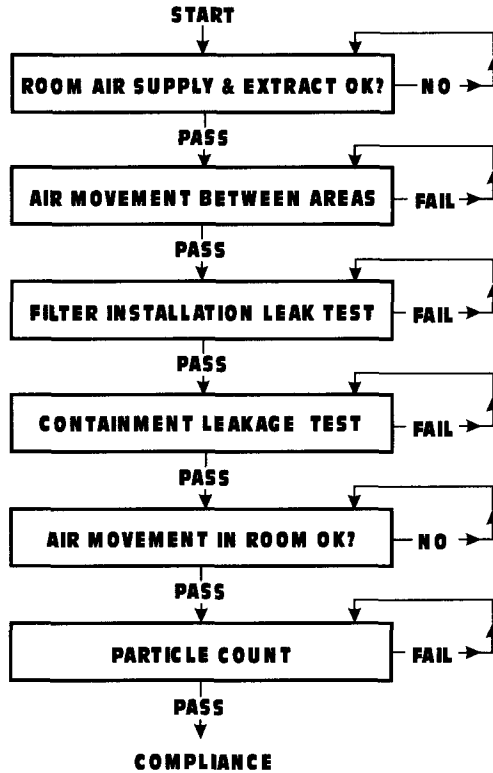 START
ROOM AIR SUPPLY & EXTRACT OK?
NO
PASS
AIR MOVEMENT BETWEEN AREAS
FAIL
PASS
FILTER INSTALLATION LEAK TEST
FAIL
PASS
CONTAINMENT LEAKAGE TEST
FAIL
PASS
AIR MOVEMENT IN ROOM OK?
NO
PASS
PARTICLE COUNT
FAIL
PASS
COMPLIANCE